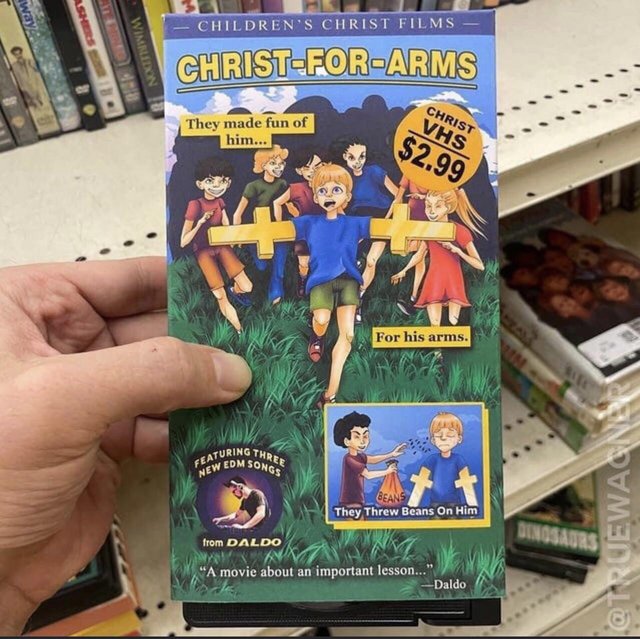 — CHILDREN'S CHRIST FILMS —
CHRIST-FOR-ARMS
They made fun of
him...
CHRIST
VHS
$2.99
For his arms.
BEANS
They Threw Beans On Him
FEATURING THREE
NEW EDM SONGS
from DALDO
"A movie about an important lesson..."
—Daldo
WIMBLEDON
DINOSAURS
@TRUEWAGNER